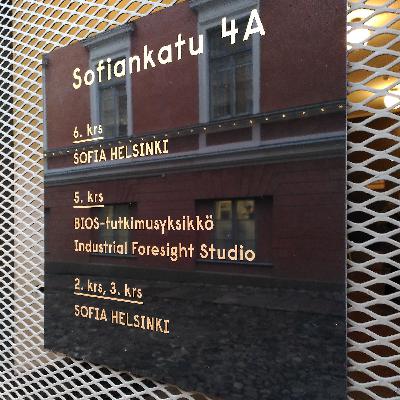 Sofiankatu 4A
6. krs
SOFIA HELSINKI
5. krs
BIOS-tutkimusyksikkö
Industrial Foresight Studio
2. krs, 3. krs
SOFIA HELSINKI